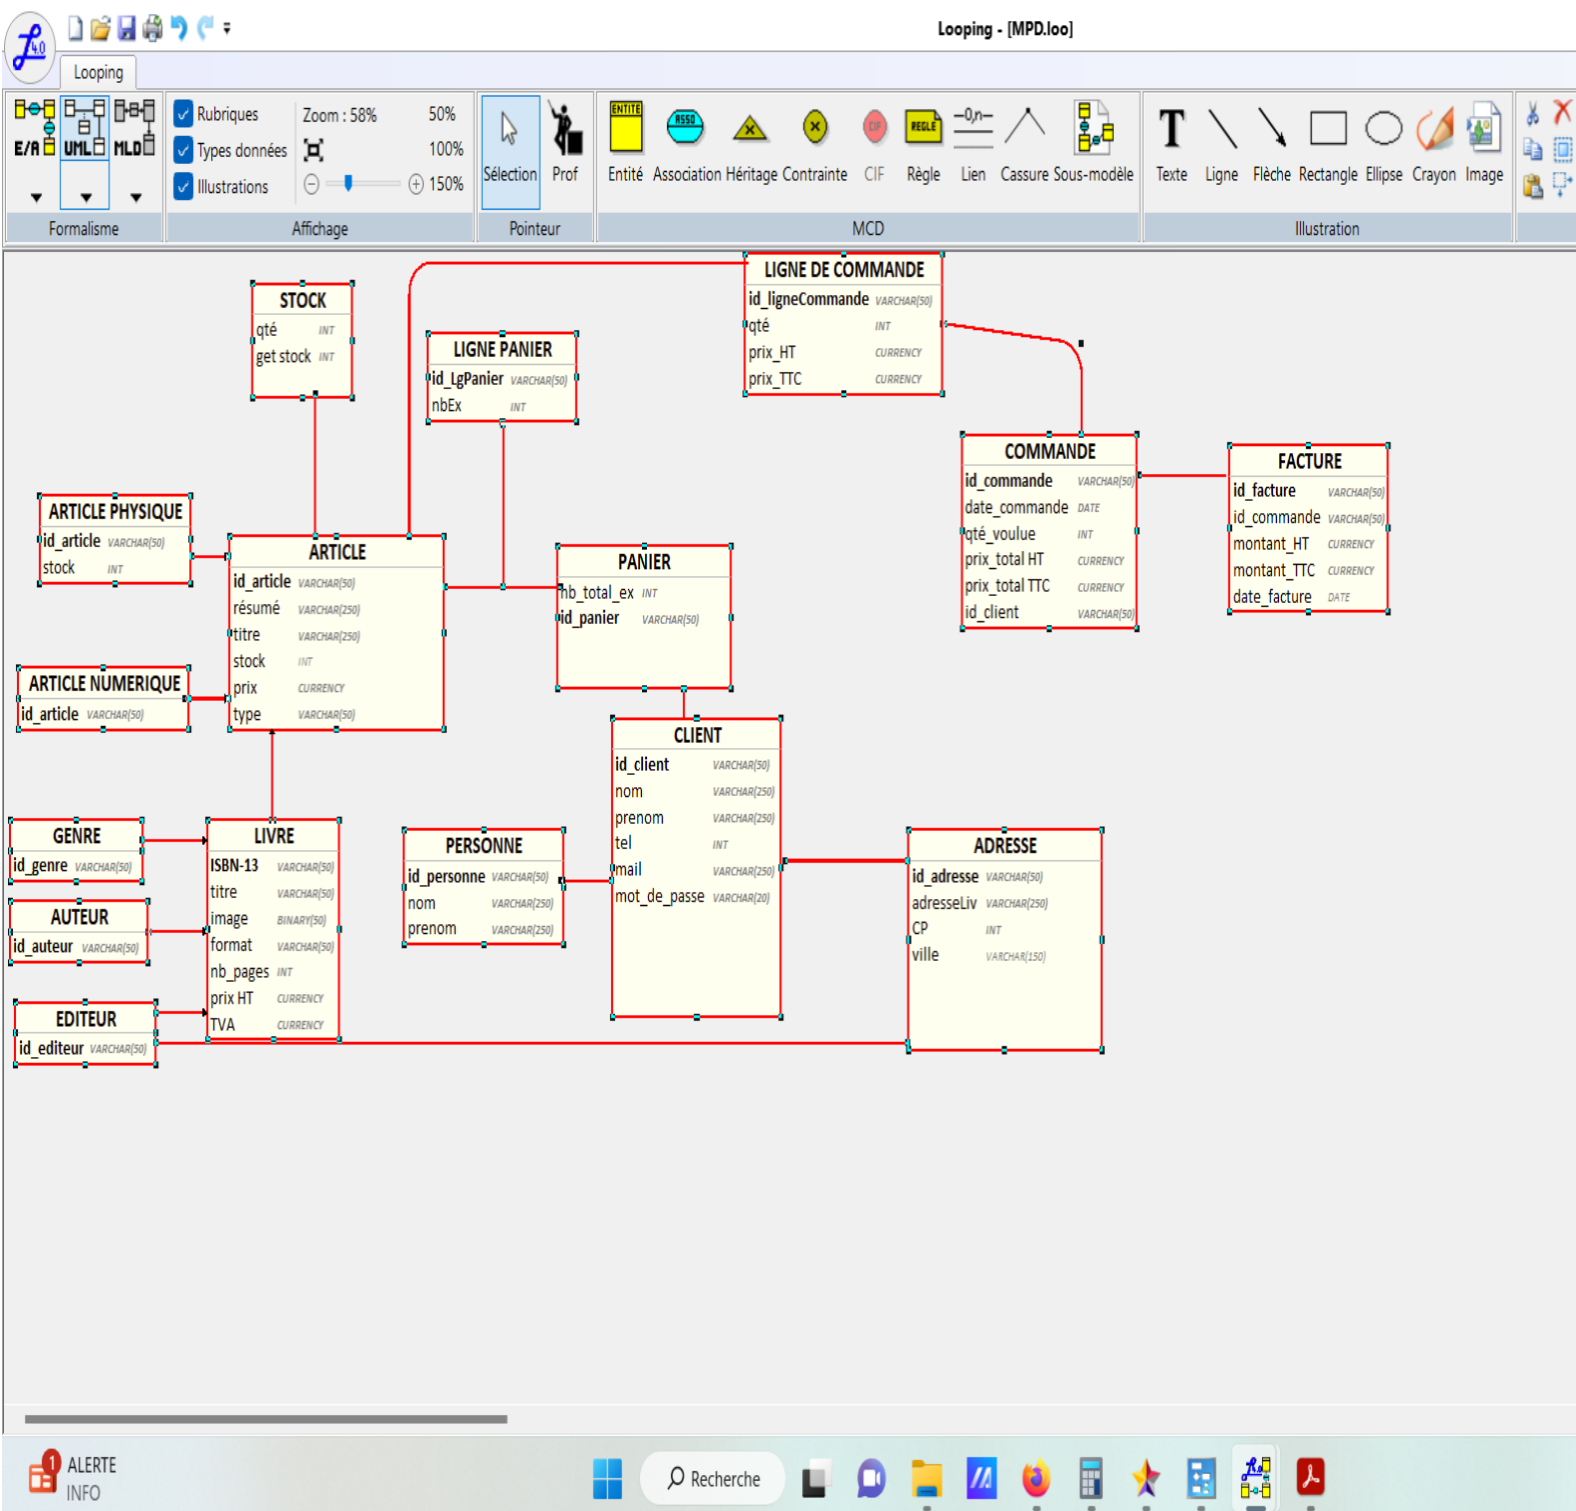 Looping - [MPD.loo]
4.0
Looping
E/A UML MLD
Formalisme
Rubriques
Types données
Illustrations
Zoom : 58%
50%
100%
150%
Affichage
Sélection
Prof
Pointeur
ENTITE
ASSO
CIF
REGLE
—0,n—
Entité Association Héritage Contrainte CIF Règle Lien Cassure Sous-modèle
MCD
Texte Ligne Flèche Rectangle Ellipse Crayon Image
Illustration
STOCK
qté INT
get stock INT
LIGNE PANIER
id_LgPanier VARCHAR(50)
nbEx INT
LIGNE DE COMMANDE
id_ligneCommande VARCHAR(50)
qté INT
prix_HT CURRENCY
prix_TTC CURRENCY
COMMANDE
id_commande VARCHAR(50)
date_commande DATE
qté_voulue INT
prix_total HT CURRENCY
prix_total TTC CURRENCY
id_client VARCHAR(50)
FACTURE
id_facture VARCHAR(50)
id_commande VARCHAR(50)
montant_HT CURRENCY
montant_TTC CURRENCY
date_facture DATE
ARTICLE PHYSIQUE
id_article VARCHAR(50)
stock INT
ARTICLE
id_article VARCHAR(50)
résumé VARCHAR(250)
titre VARCHAR(250)
stock INT
prix CURRENCY
type VARCHAR(50)
PANIER
nb_total_ex INT
id_panier VARCHAR(50)
ARTICLE NUMERIQUE
id_article VARCHAR(50)
CLIENT
id_client VARCHAR(50)
nom VARCHAR(250)
prenom VARCHAR(250)
tel INT
mail VARCHAR(250)
mot_de_passe VARCHAR(20)
GENRE
id_genre VARCHAR(50)
LIVRE
ISBN-13 VARCHAR(50)
titre VARCHAR(50)
image BINARY(50)
format VARCHAR(50)
nb_pages INT
prix HT CURRENCY
TVA CURRENCY
PERSONNE
id_personne VARCHAR(50)
nom VARCHAR(250)
prenom VARCHAR(250)
ADRESSE
id_adresse VARCHAR(50)
adresseLiv VARCHAR(250)
CP INT
ville VARCHAR(150)
AUTEUR
id_auteur VARCHAR(50)
EDITEUR
id_editeur VARCHAR(50)
1
ALERTE
INFO
Recherche